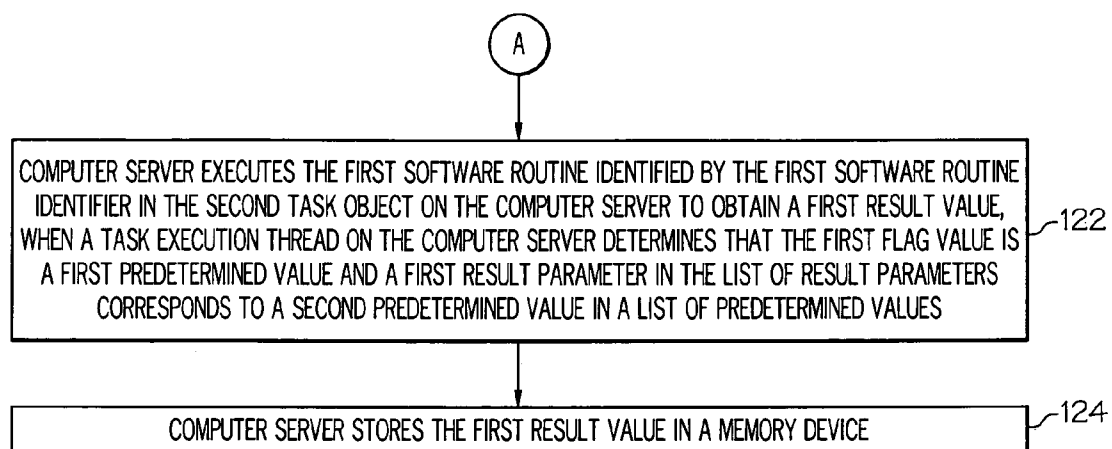 A
COMPUTER SERVER EXECUTES THE FIRST SOFTWARE ROUTINE IDENTIFIED BY THE FIRST SOFTWARE ROUTINE
IDENTIFIER IN THE SECOND TASK OBJECT ON THE COMPUTER SERVER TO OBTAIN A FIRST RESULT VALUE,
WHEN A TASK EXECUTION THREAD ON THE COMPUTER SERVER DETERMINES THAT THE FIRST FLAG VALUE IS
A FIRST PREDETERMINED VALUE AND A FIRST RESULT PARAMETER IN THE LIST OF RESULT PARAMETERS
CORRESPONDS TO A SECOND PREDETERMINED VALUE IN A LIST OF PREDETERMINED VALUES
122
COMPUTER SERVER STORES THE FIRST RESULT VALUE IN A MEMORY DEVICE
124